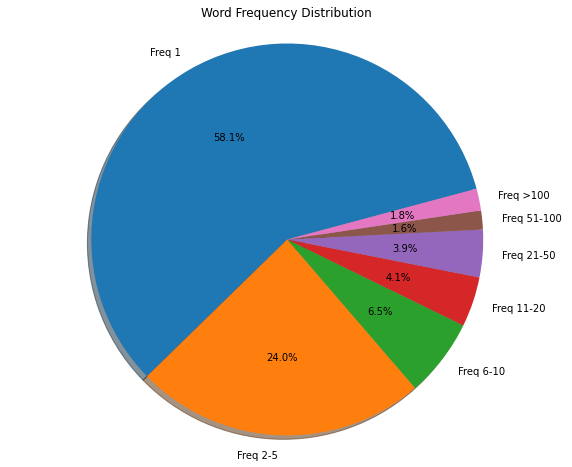 Word Frequency Distribution
Freq 1
58.1%
Freq >100
1.8%
Freq 51-100
1.6%
Freq 21-50
3.9%
4.1%
Freq 11-20
6.5%
24.0%
Freq 6-10
Freq 2-5